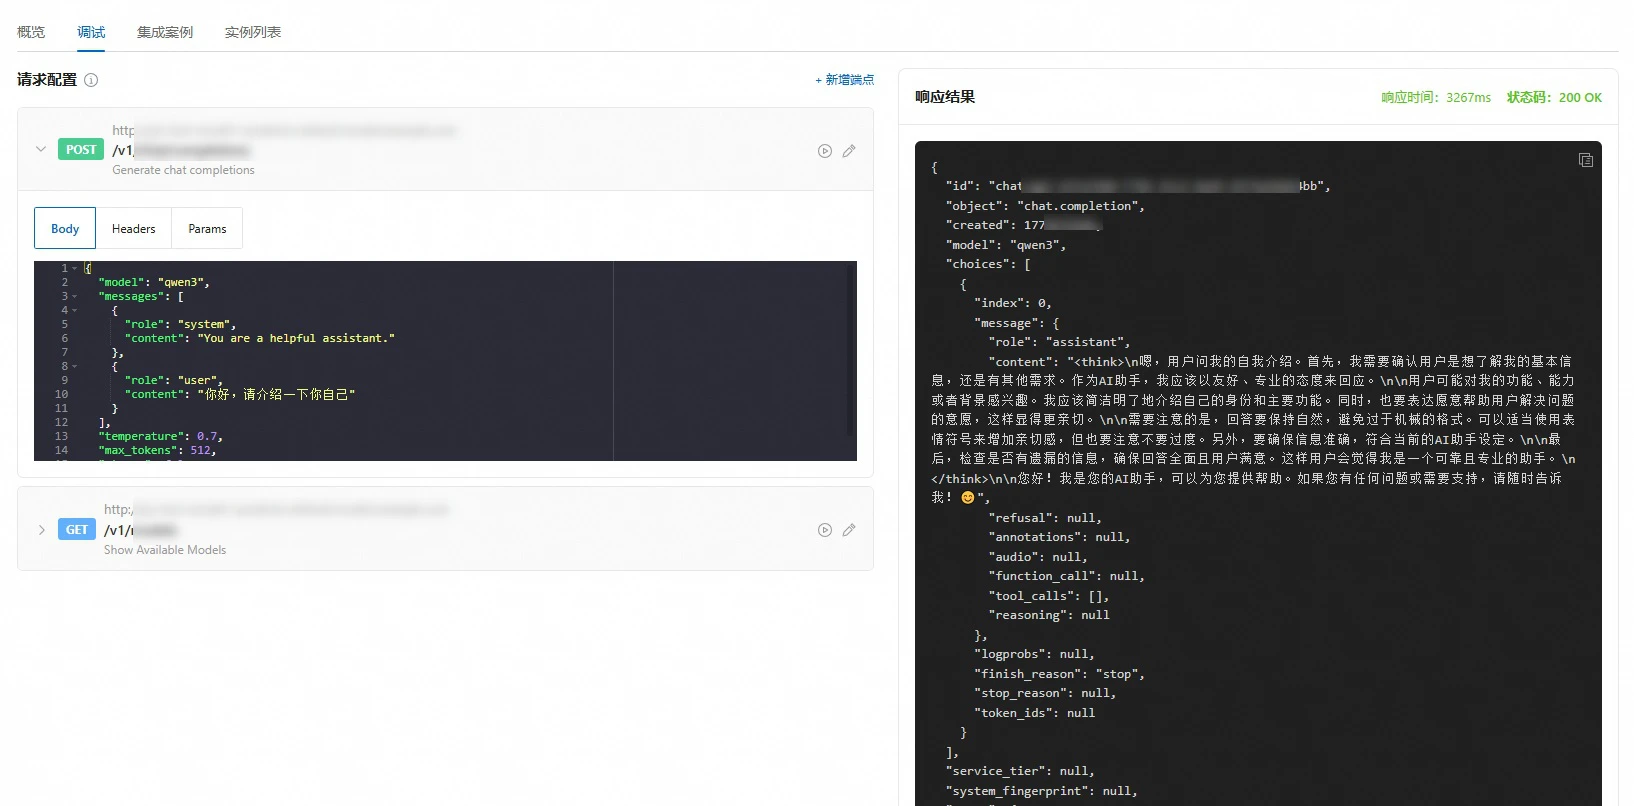 概览 调试 集成案例 实例列表
请求配置
+ 新增端点
http
POST /v1/
Generate chat completions
Body Headers Params
1 {
2 "model": "qwen3",
3 "messages": [
4 {
5 "role": "system",
6 "content": "You are a helpful assistant."
7 },
8 {
9 "role": "user",
10 "content": "你好，请介绍一下你自己"
11 }
12 ],
13 "temperature": 0.7,
14 "max_tokens": 512,
http:/
GET /v1/
Show Available Models
响应结果
响应时间：3267ms 状态码：200 OK
{
"id": "chat 4bb",
"object": "chat.completion",
"created": 177
"model": "qwen3",
"choices": [
{
"index": 0,
"message": {
"role": "assistant",
"content": "<think>\n嗯，用户问我的自我介绍。首先，我需要确认用户是想了解我的基本信
息，还是有其他需求。作为AI助手，我应该以友好、专业的态度来回应。\n\n用户可能对我的功能、能力
或者背景感兴趣。我应该简洁明了地介绍自己的身份和主要功能。同时，也要表达愿意帮助用户解决问题
的意愿，这样显得更亲切。\n\n需要注意的是，回答要保持自然，避免过于机械的格式。可以适当使用表
情符号来增加亲切感，但也要注意不要过度。另外，要确保信息准确，符合当前的AI助手设定。\n\n最
后，检查是否有遗漏的信息，确保回答全面且用户满意。这样用户会觉得我是一个可靠且专业的助手。\n
</think>\n\n您好！我是您的AI助手，可以为您提供帮助。如果您有任何问题或需要支持，请随时告诉
我！😊",
"refusal": null,
"annotations": null,
"audio": null,
"function_call": null,
"tool_calls": [],
"reasoning": null
},
"logprobs": null,
"finish_reason": "stop",
"stop_reason": null,
"token_ids": null
}
],
"service_tier": null,
"system_fingerprint": null,